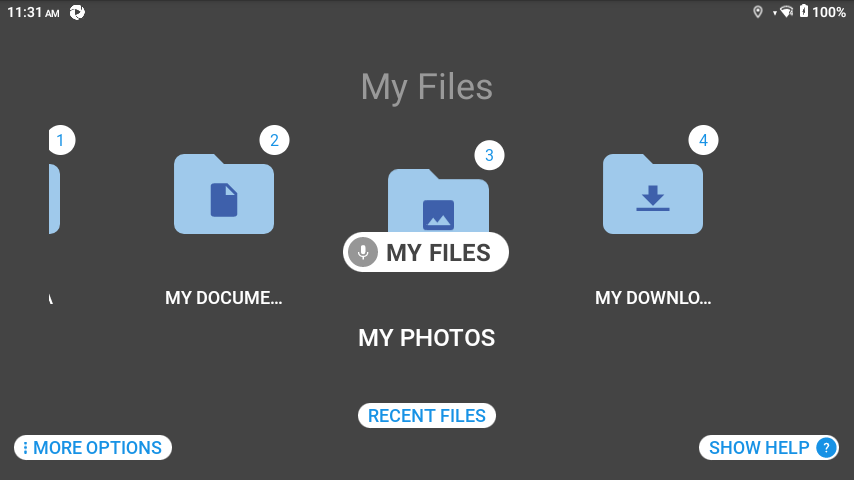 11:31 AM
100%
My Files
1
2
3
4
MY FILES
MY DOCUME...
MY DOWNLO...
MY PHOTOS
RECENT FILES
MORE OPTIONS
SHOW HELP ?